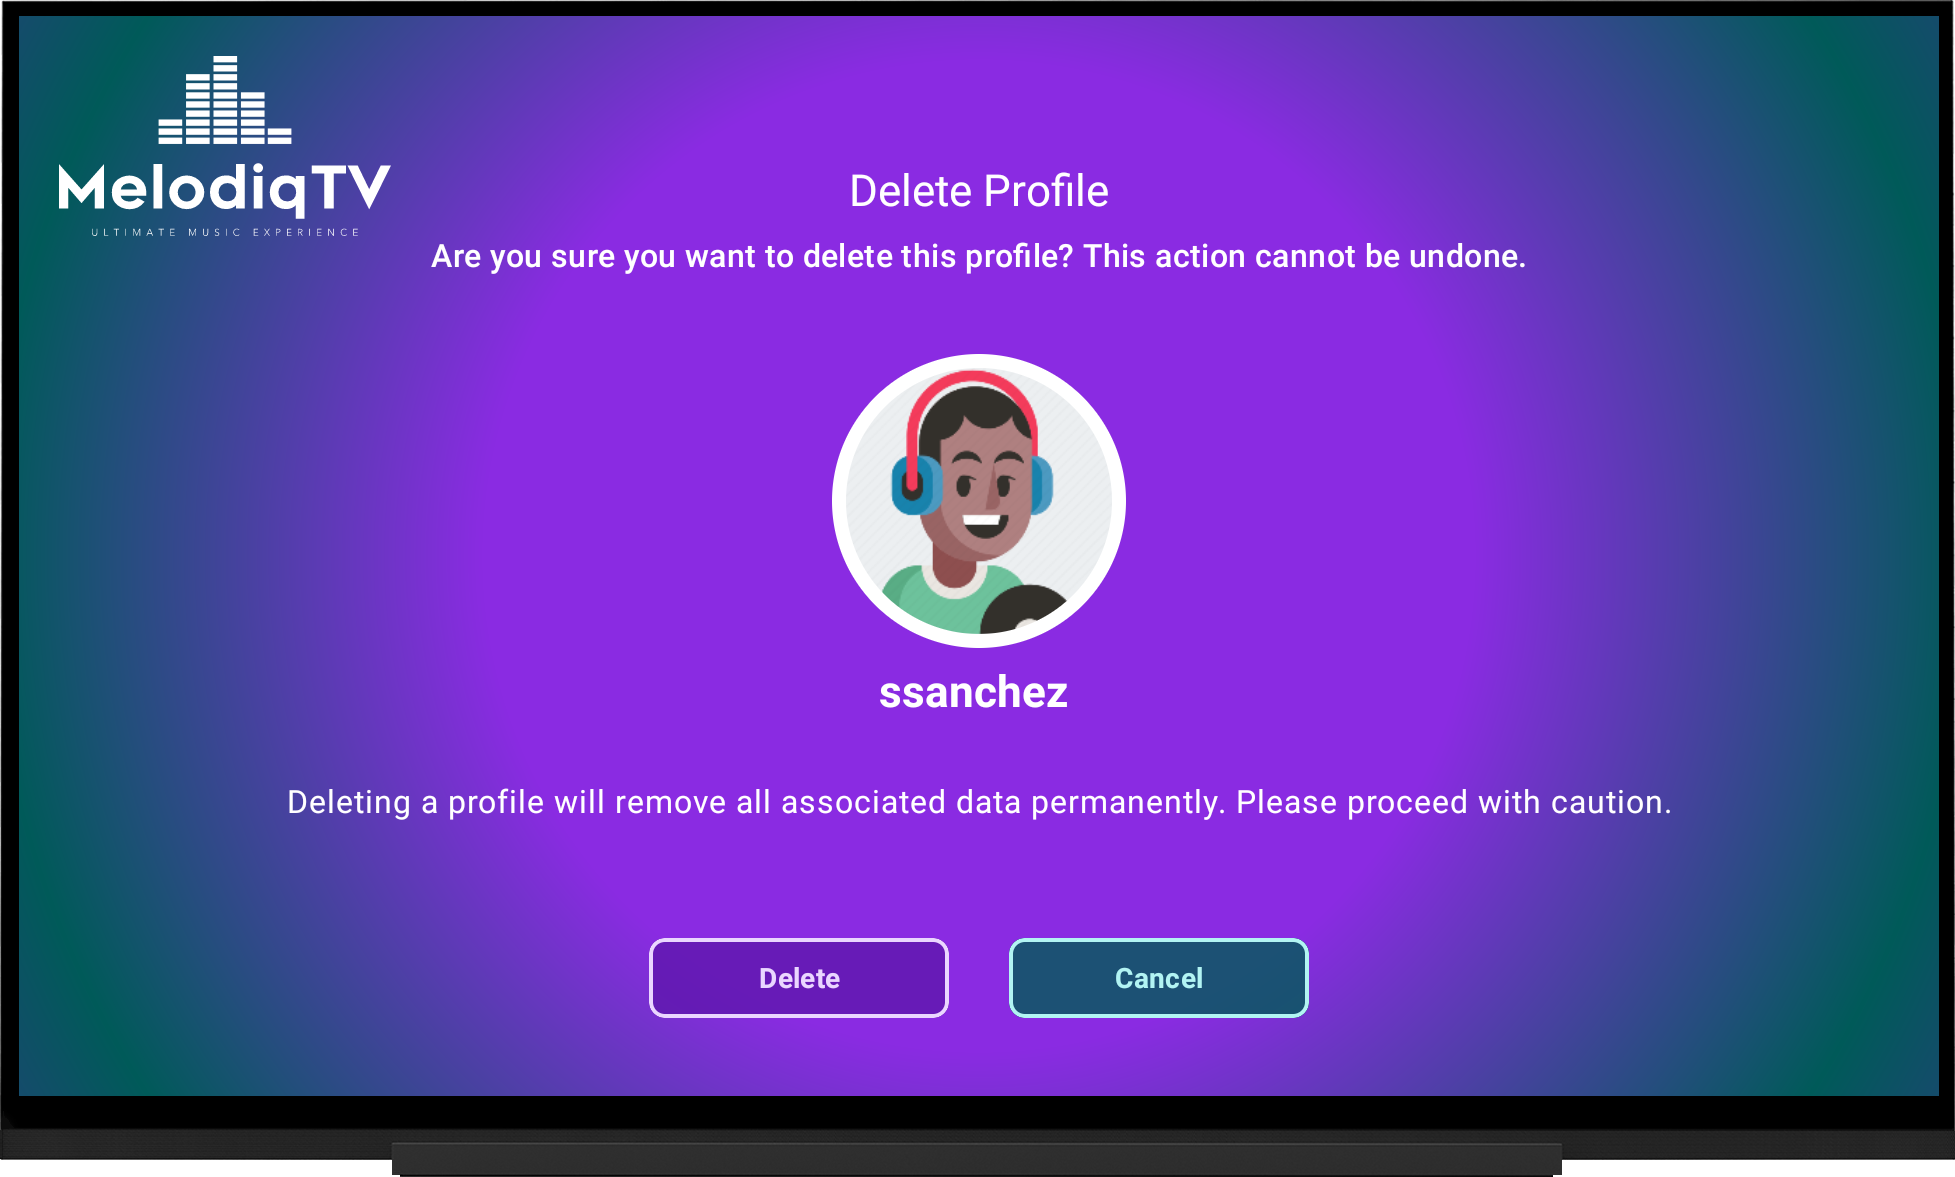 MelodiqTV
ULTIMATE MUSIC EXPERIENCE
Delete Profile
Are you sure you want to delete this profile? This action cannot be undone.
ssanchez
Deleting a profile will remove all associated data permanently. Please proceed with caution.
Delete
Cancel